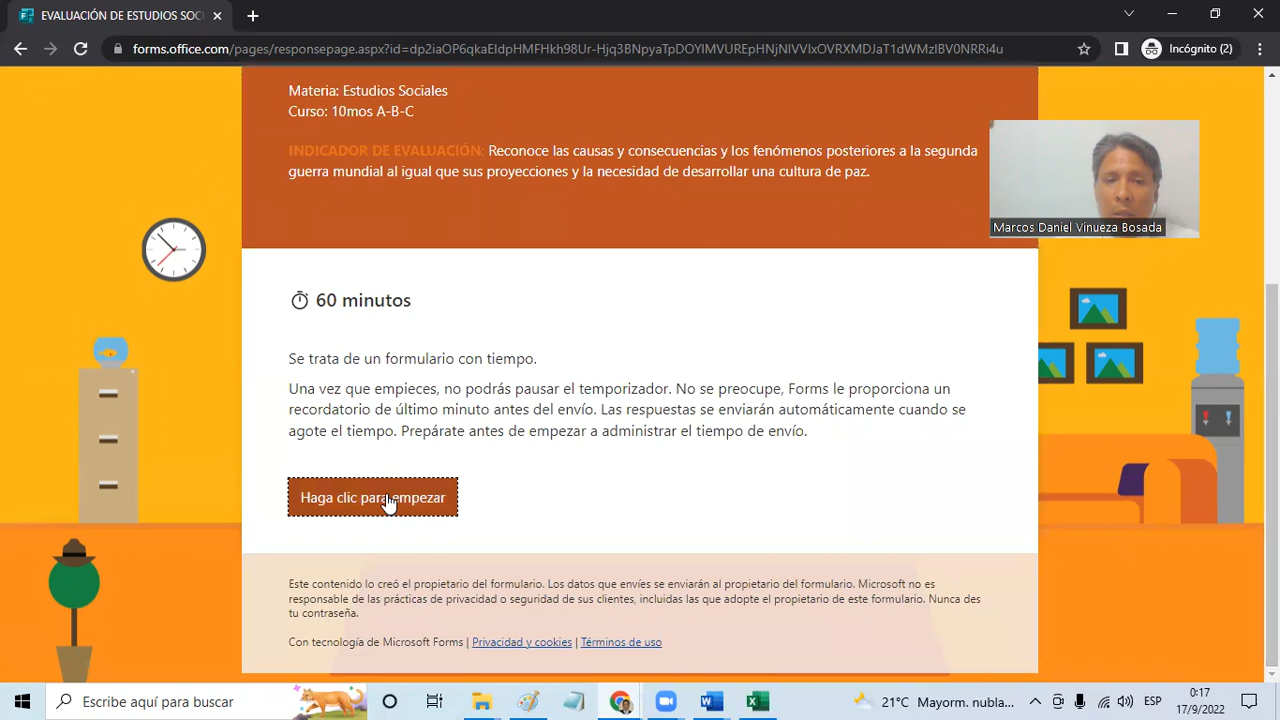 EVALUACIÓN DE ESTUDIOS SOC
forms.office.com/pages/responsepage.aspx?id=dp2iaOP6qkaEldpHMFHkh98Ur-Hjq3BNpyaTpDOYIMVUREpHNjNIVVIxOVRXMDJaT1dWMzlBV0NRRi4u
Incógnito (2)
Materia: Estudios Sociales
Curso: 10mos A-B-C
INDICADOR DE EVALUACIÓN: Reconoce las causas y consecuencias y los fenómenos posteriores a la segunda
guerra mundial al igual que sus proyecciones y la necesidad de desarrollar una cultura de paz.
Marcos Daniel Vinueza Bosada
60 minutos
Se trata de un formulario con tiempo.
Una vez que empieces, no podrás pausar el temporizador. No se preocupe, Forms le proporciona un
recordatorio de último minuto antes del envío. Las respuestas se enviarán automáticamente cuando se
agote el tiempo. Prepárate antes de empezar a administrar el tiempo de envío.
Haga clic para empezar
Este contenido lo creó el propietario del formulario. Los datos que envíes se enviarán al propietario del formulario. Microsoft no es
responsable de las prácticas de privacidad o seguridad de sus clientes, incluidas las que adopte el propietario de este formulario. Nunca des
tu contraseña.
Con tecnología de Microsoft Forms | Privacidad y cookies | Términos de uso
Escribe aquí para buscar
21°C Mayorm. nubla...
ESP
0:17
17/9/2022